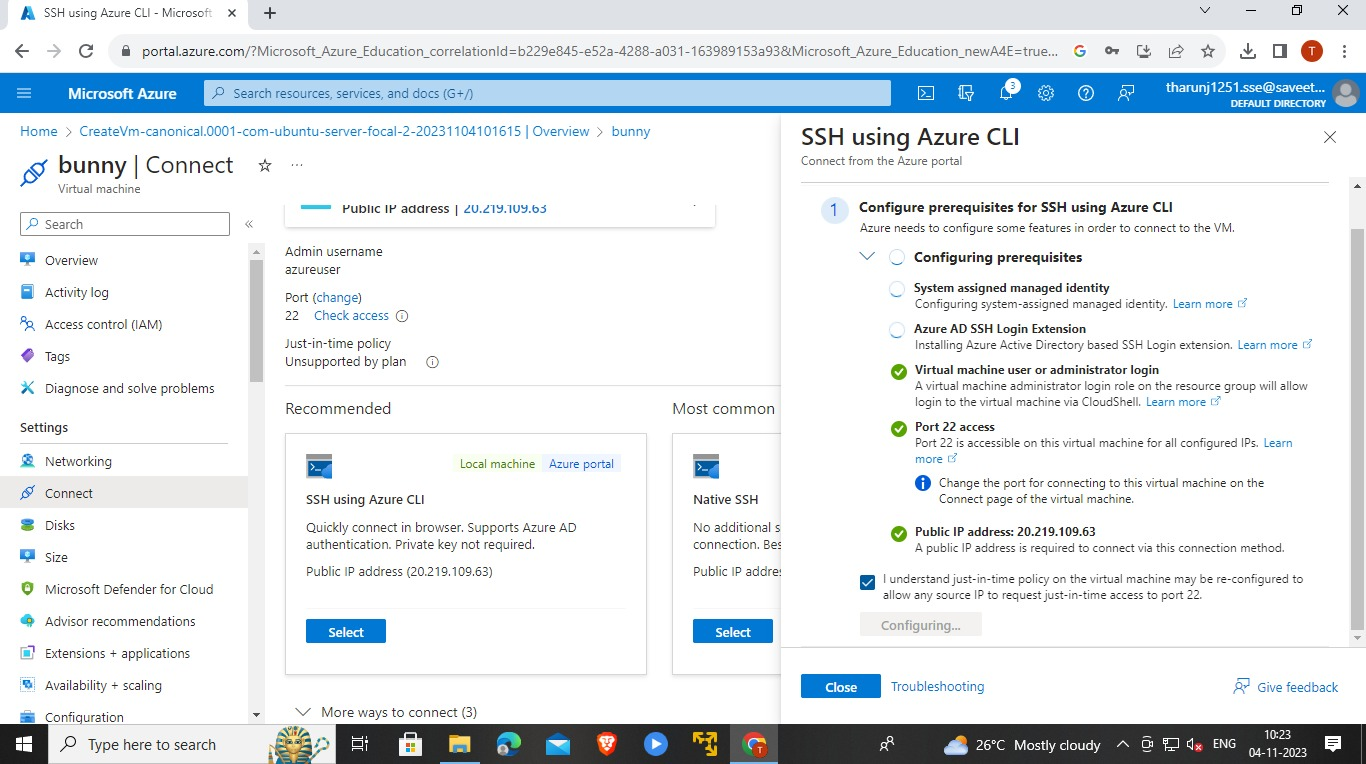 SSH using Azure CLI - Microsoft
portal.azure.com/?Microsoft_Azure_Education_correlationId=b229e845-e52a-4288-a031-163989153a93&Microsoft_Azure_Education_newA4E=true...
T
Microsoft Azure
Search resources, services, and docs (G+/)
3
tharunj1251.sse@saveet...
DEFAULT DIRECTORY
Home > CreateVm-canonical.0001-com-ubuntu-server-focal-2-20231104101615 | Overview > bunny
bunny | Connect
Virtual machine
Search
Overview
Activity log
Access control (IAM)
Tags
Diagnose and solve problems
Settings
Networking
Connect
Disks
Size
Microsoft Defender for Cloud
Advisor recommendations
Extensions + applications
Availability + scaling
Configuration
Public IP address | 20.219.109.63
Admin username
azureuser
Port (change)
22 Check access
Just-in-time policy
Unsupported by plan
Recommended
Local machine Azure portal
SSH using Azure CLI
Quickly connect in browser. Supports Azure AD
authentication. Private key not required.
Public IP address (20.219.109.63)
Select
Most common
Native SSH
No additional s
connection. Bes
Public IP addre
Select
More ways to connect (3)
SSH using Azure CLI
Connect from the Azure portal
1 Configure prerequisites for SSH using Azure CLI
Azure needs to configure some features in order to connect to the VM.
Configuring prerequisites
System assigned managed identity
Configuring system-assigned managed identity. Learn more
Azure AD SSH Login Extension
Installing Azure Active Directory based SSH Login extension. Learn more
Virtual machine user or administrator login
A virtual machine administrator login role on the resource group will allow
login to the virtual machine via CloudShell. Learn more
Port 22 access
Port 22 is accessible on this virtual machine for all configured IPs. Learn
more
Change the port for connecting to this virtual machine on the
Connect page of the virtual machine.
Public IP address: 20.219.109.63
A public IP address is required to connect via this connection method.
I understand just-in-time policy on the virtual machine may be re-configured to
allow any source IP to request just-in-time access to port 22.
Configuring...
Close Troubleshooting Give feedback
Type here to search
T
26°C Mostly cloudy
ENG
10:23
04-11-2023